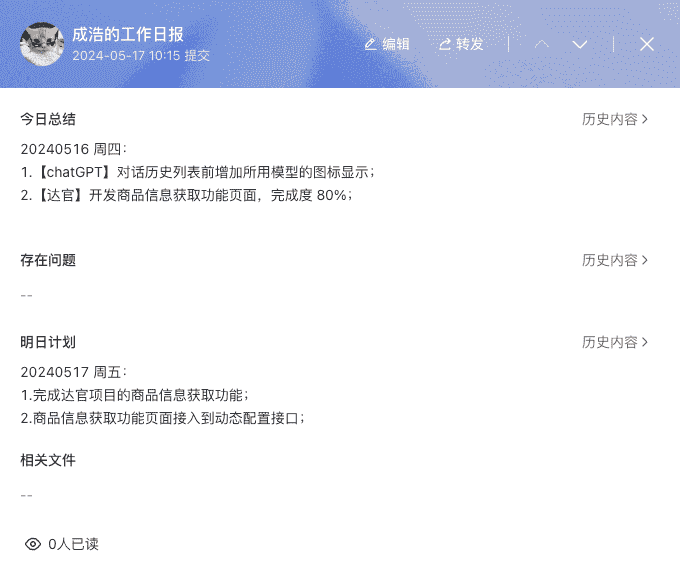 成浩的工作日报
2024-05-17 10:15 提交
编辑
转发
今日总结
历史内容
20240516 周四：
1.【chatGPT】对话历史列表前增加所用模型的图标显示；
2.【达官】开发商品信息获取功能页面，完成度 80%；
存在问题
历史内容
--
明日计划
历史内容
20240517 周五：
1.完成达官项目的商品信息获取功能；
2.商品信息获取功能页面接入到动态配置接口；
相关文件
--
0人已读